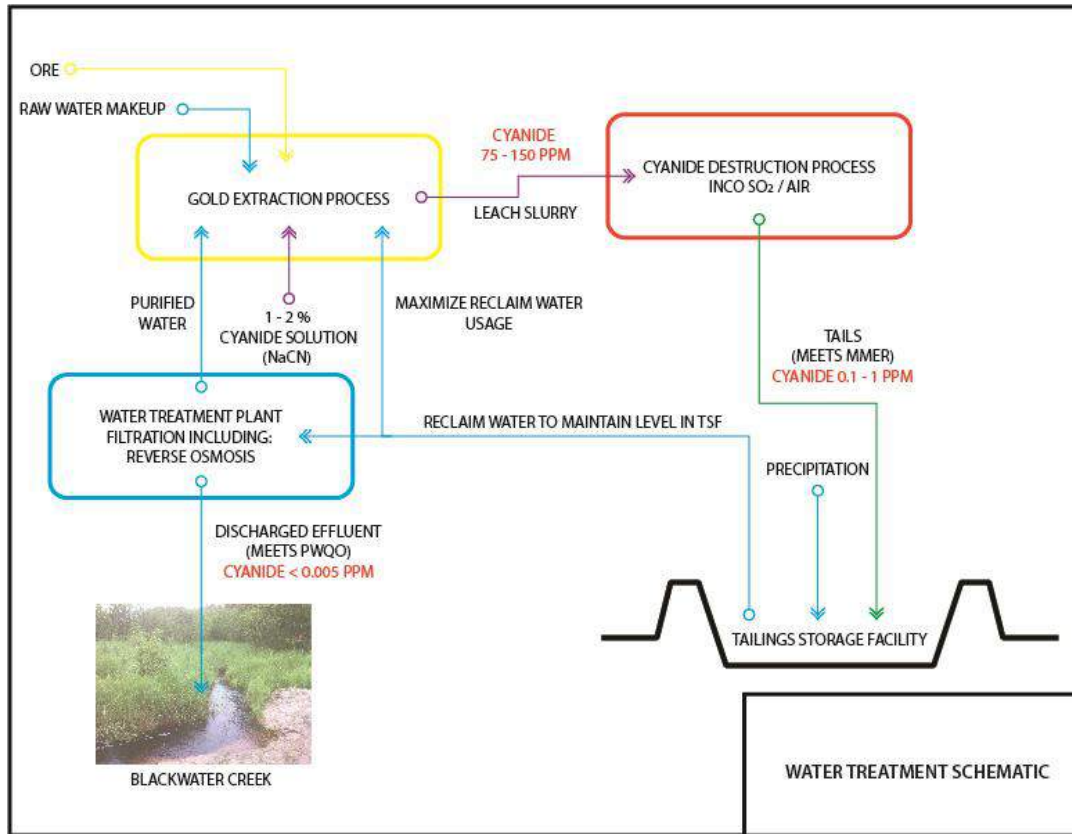 ORE
RAW WATER MAKEUP
CYANIDE
75 - 150 PPM
CYANIDE DESTRUCTION PROCESS
INCO SO₂ / AIR
GOLD EXTRACTION PROCESS
LEACH SLURRY
PURIFIED
WATER
1 - 2 %
CYANIDE SOLUTION
(NaCN)
MAXIMIZE RECLAIM WATER
USAGE
TAILS
(MEETS MMER)
CYANIDE 0.1 - 1 PPM
WATER TREATMENT PLANT
FILTRATION INCLUDING:
REVERSE OSMOSIS
RECLAIM WATER TO MAINTAIN LEVEL IN TSF
PRECIPITATION
DISCHARGED EFFLUENT
(MEETS PWQO)
CYANIDE < 0.005 PPM
TAILINGS STORAGE FACILITY
BLACKWATER CREEK
WATER TREATMENT SCHEMATIC